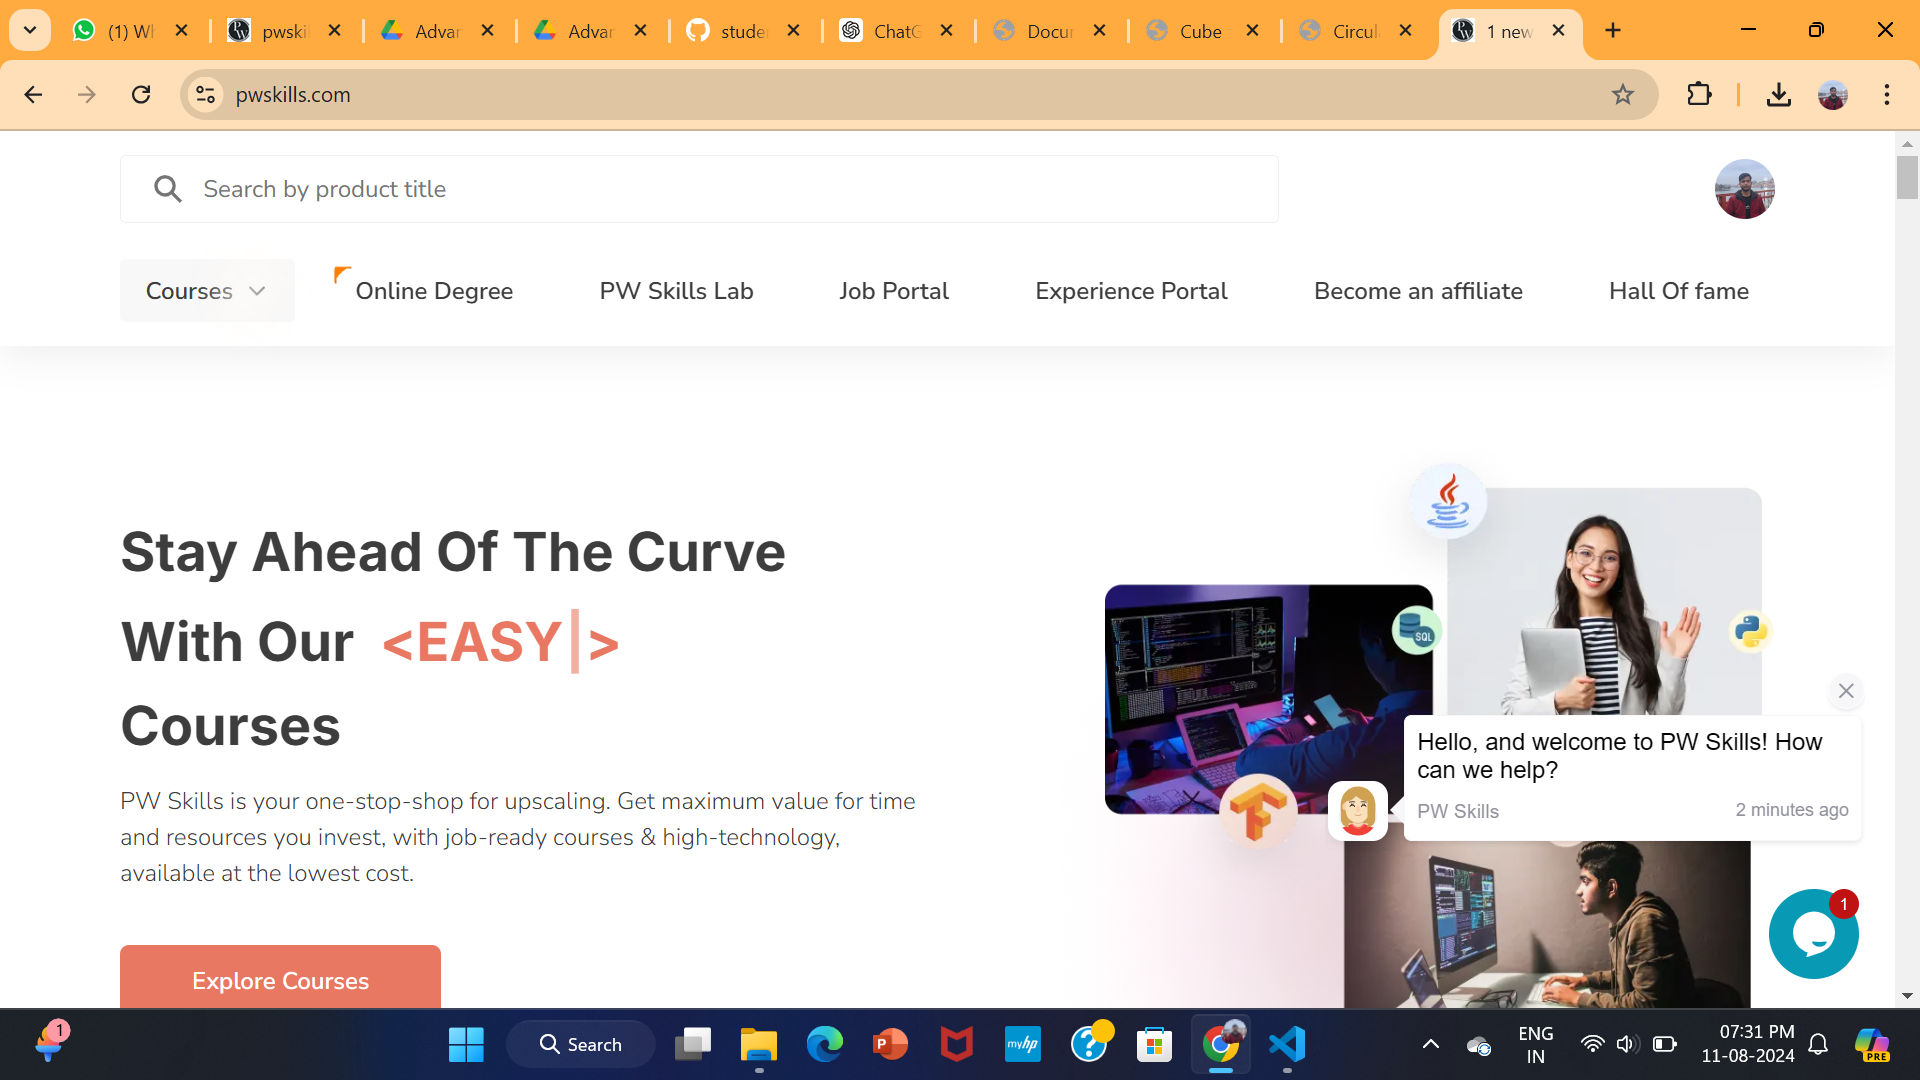 (1) Wh
pwski
Advar
Advar
stude
ChatG
Docur
Cube
Circul
1 new
pwskills.com
Search by product title
Courses
Online Degree
PW Skills Lab
Job Portal
Experience Portal
Become an affiliate
Hall Of fame
Stay Ahead Of The Curve
With Our <EASY|>
Courses
PW Skills is your one-stop-shop for upscaling. Get maximum value for time
and resources you invest, with job-ready courses & high-technology,
available at the lowest cost.
Explore Courses
SQL
Hello, and welcome to PW Skills! How
can we help?
PW Skills
2 minutes ago
1
1
Search
P
myhp
?
ENG
IN
07:31 PM
11-08-2024
PRE